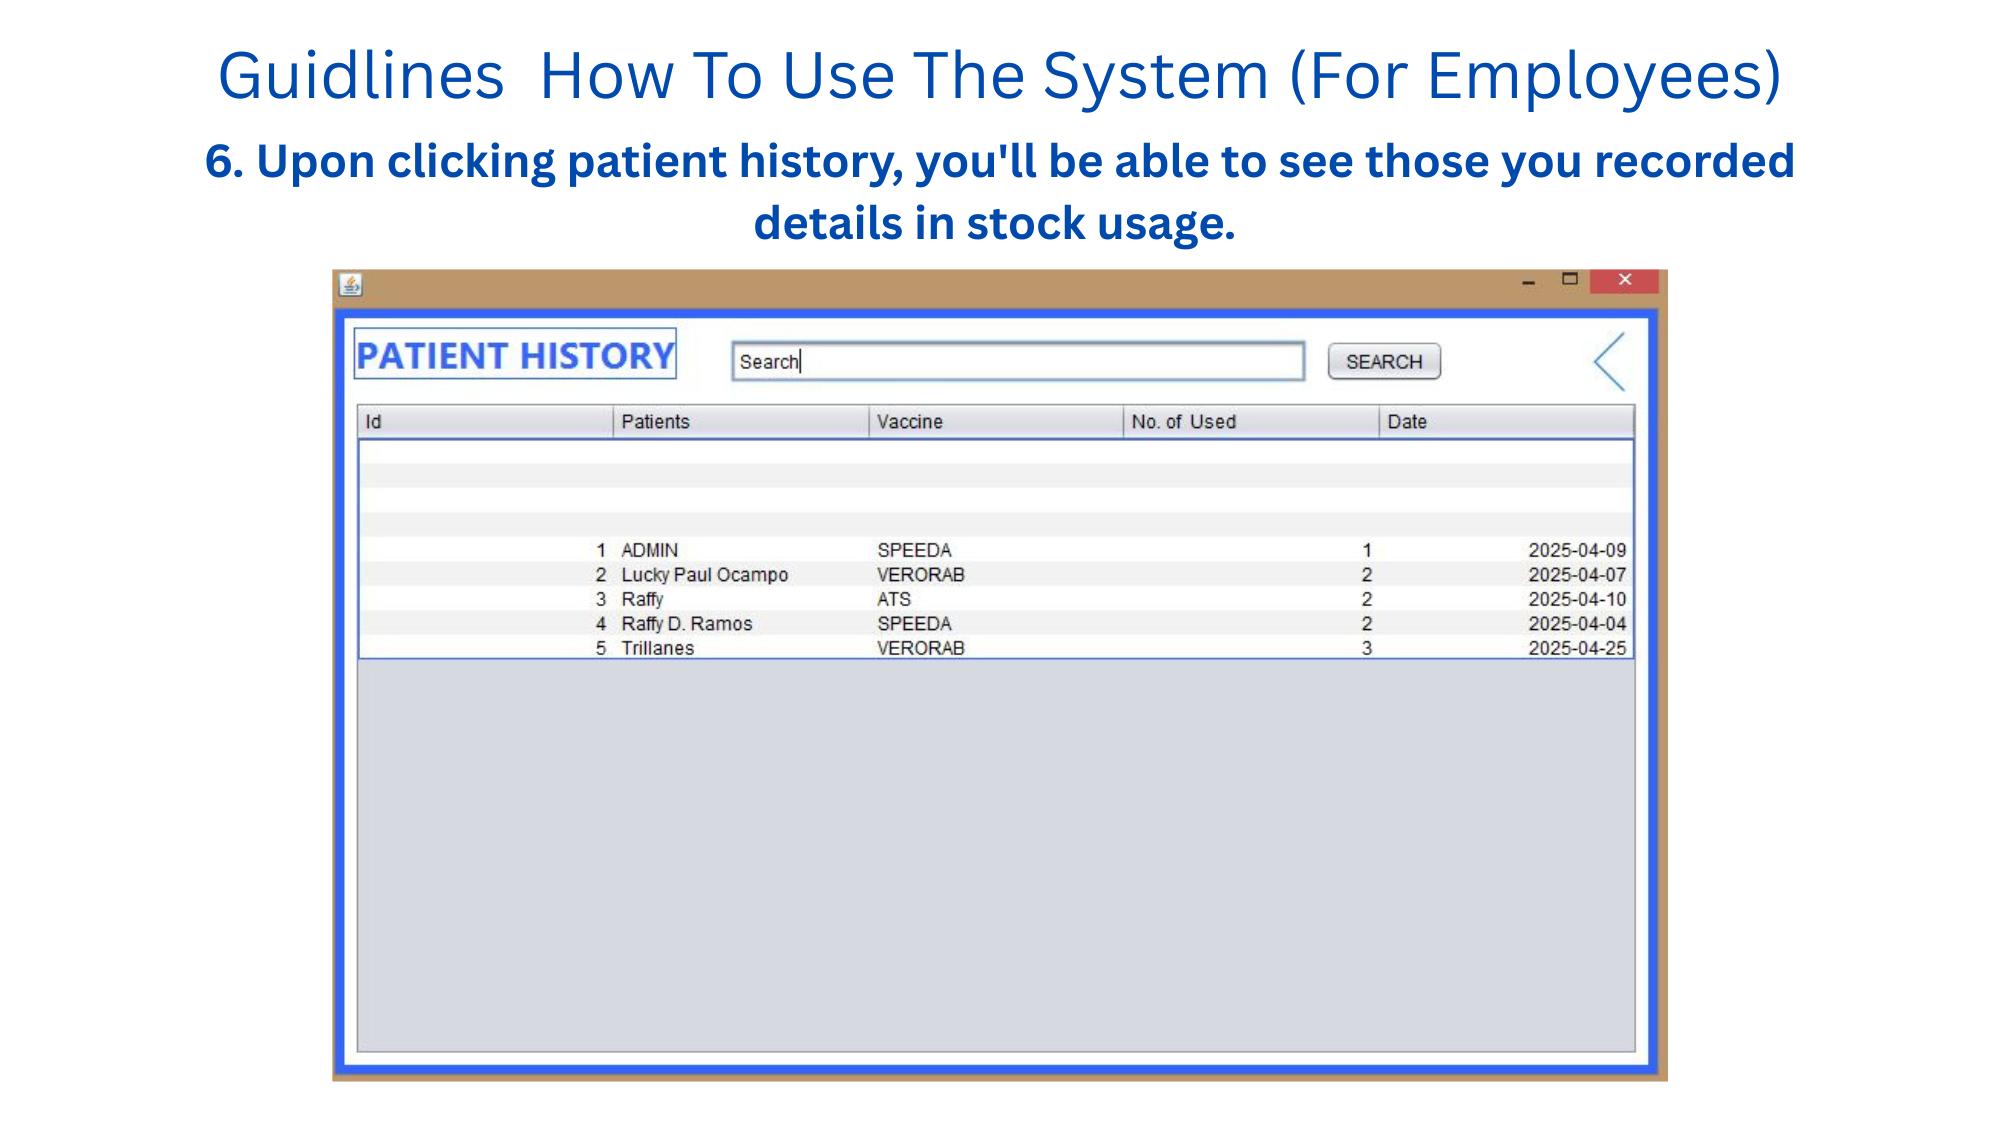 Guidlines How To Use The System (For Employees)
6. Upon clicking patient history, you'll be able to see those you recorded
details in stock usage.
PATIENT HISTORY
Search
SEARCH
Id Patients Vaccine No. of Used Date
1 ADMIN SPEEDA 1 2025-04-09
2 Lucky Paul Ocampo VERORAB 2 2025-04-07
3 Raffy ATS 2 2025-04-10
4 Raffy D. Ramos SPEEDA 2 2025-04-04
5 Trillanes VERORAB 3 2025-04-25